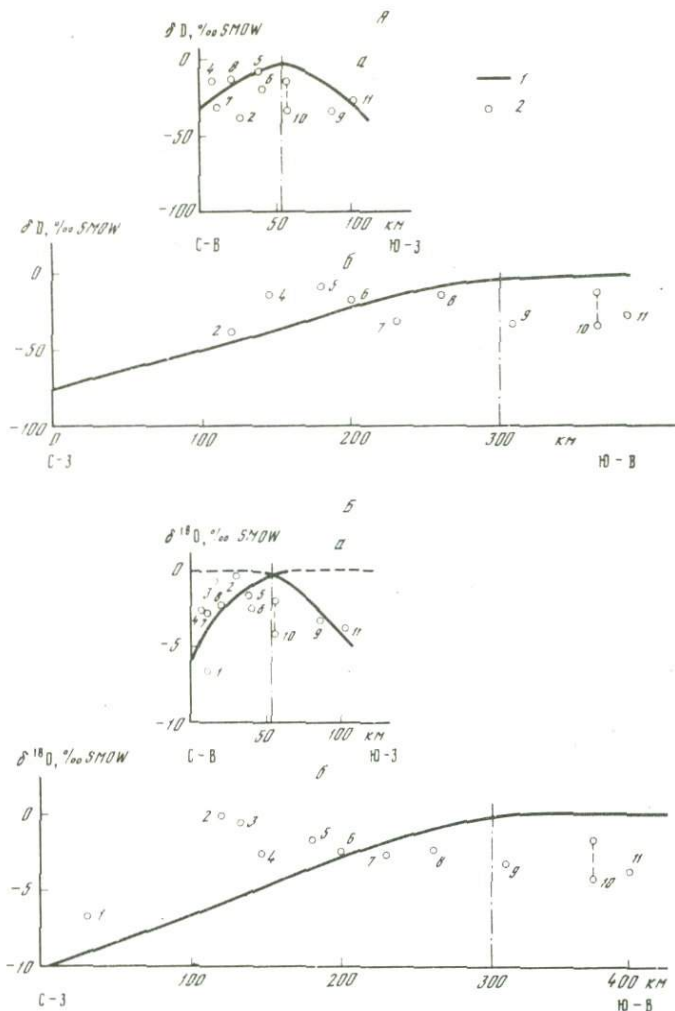 А
δD, ‰ SMOW
а
0
-50
-100
4 8 5 6 7 2 10 9 11
50 100 км
С-В Ю-З
1
2
δD, ‰ SMOW
б
0
-50
-100
2 4 5 6 7 8 9 10 11
0 100 200 300 км
С-З Ю-В
Б
δ¹⁸O, ‰ SMOW
а
0
-5
-10
3 2 4 7 8 5 6 1 10 9 11
50 100 км
С-В Ю-З
δ¹⁸O, ‰ SMOW
б
0
-5
-10
1 2 3 4 5 6 7 8 9 10 11
100 200 300 400 км
С-З Ю-В